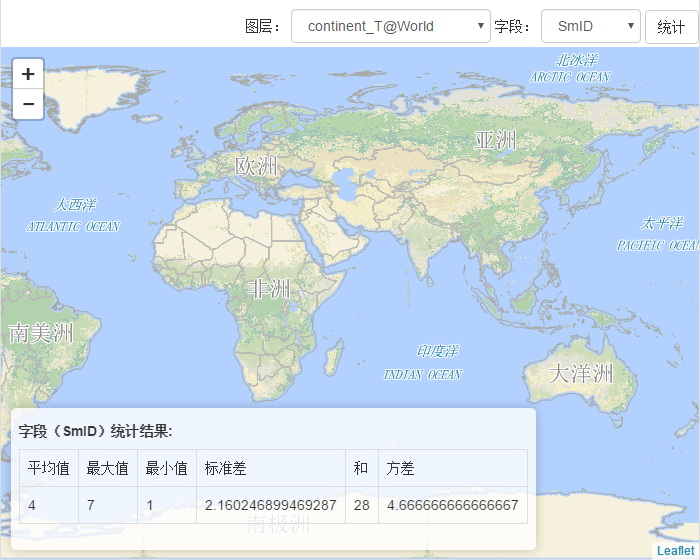 图层： continent_T@World 字段： SmID 统计
+
−
北冰洋
ARCTIC OCEAN
亚洲
欧洲
大西洋
ATLANTIC OCEAN
太平洋
PACIFIC OCEAN
非洲
南美洲
印度洋
INDIAN OCEAN
大洋洲
字段（SmID）统计结果:
平均值 最大值 最小值 标准差 和 方差
4 7 1 2.160246899469287 28 4.666666666666667
南极洲
Leaflet